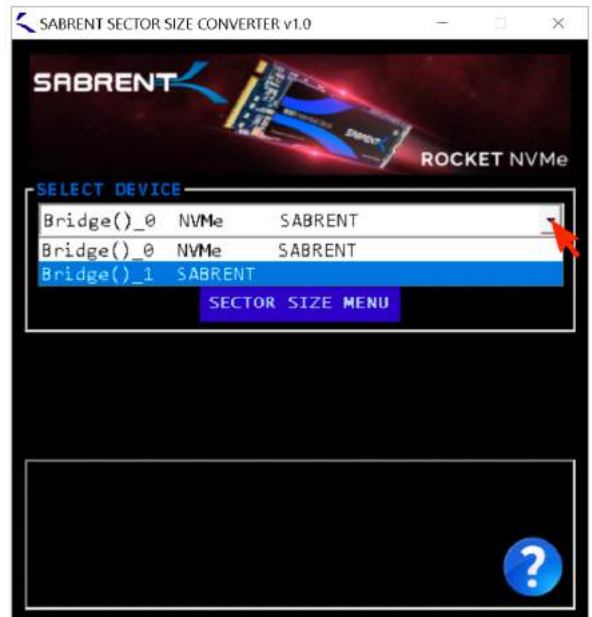 SABRENT SECTOR SIZE CONVERTER v1.0
SABRENT
SABRENT
ROCKET NVMe
SELECT DEVICE
Bridge()_0 NVMe SABRENT
Bridge()_0 NVMe SABRENT
Bridge()_1 SABRENT
SECTOR SIZE MENU
?